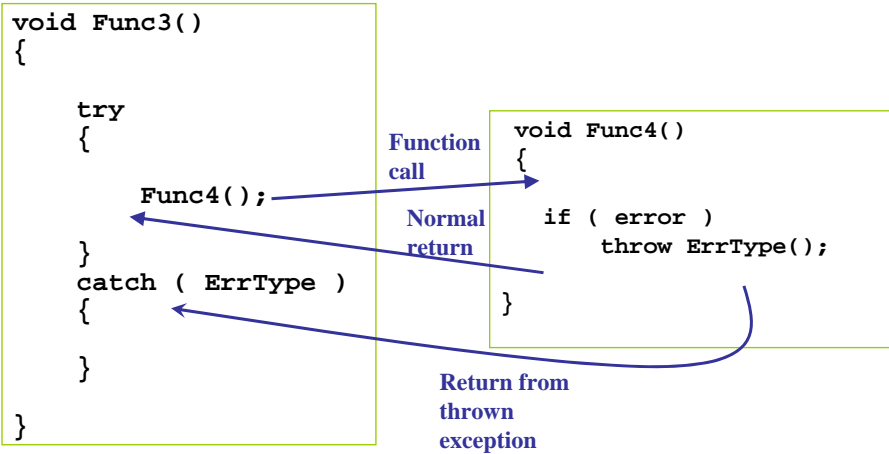 void Func3()
{
try
{
Func4();
}
catch ( ErrType )
{
}
}
Function
call
Normal
return
Return from
thrown
exception
void Func4()
{
if ( error )
throw ErrType();
}